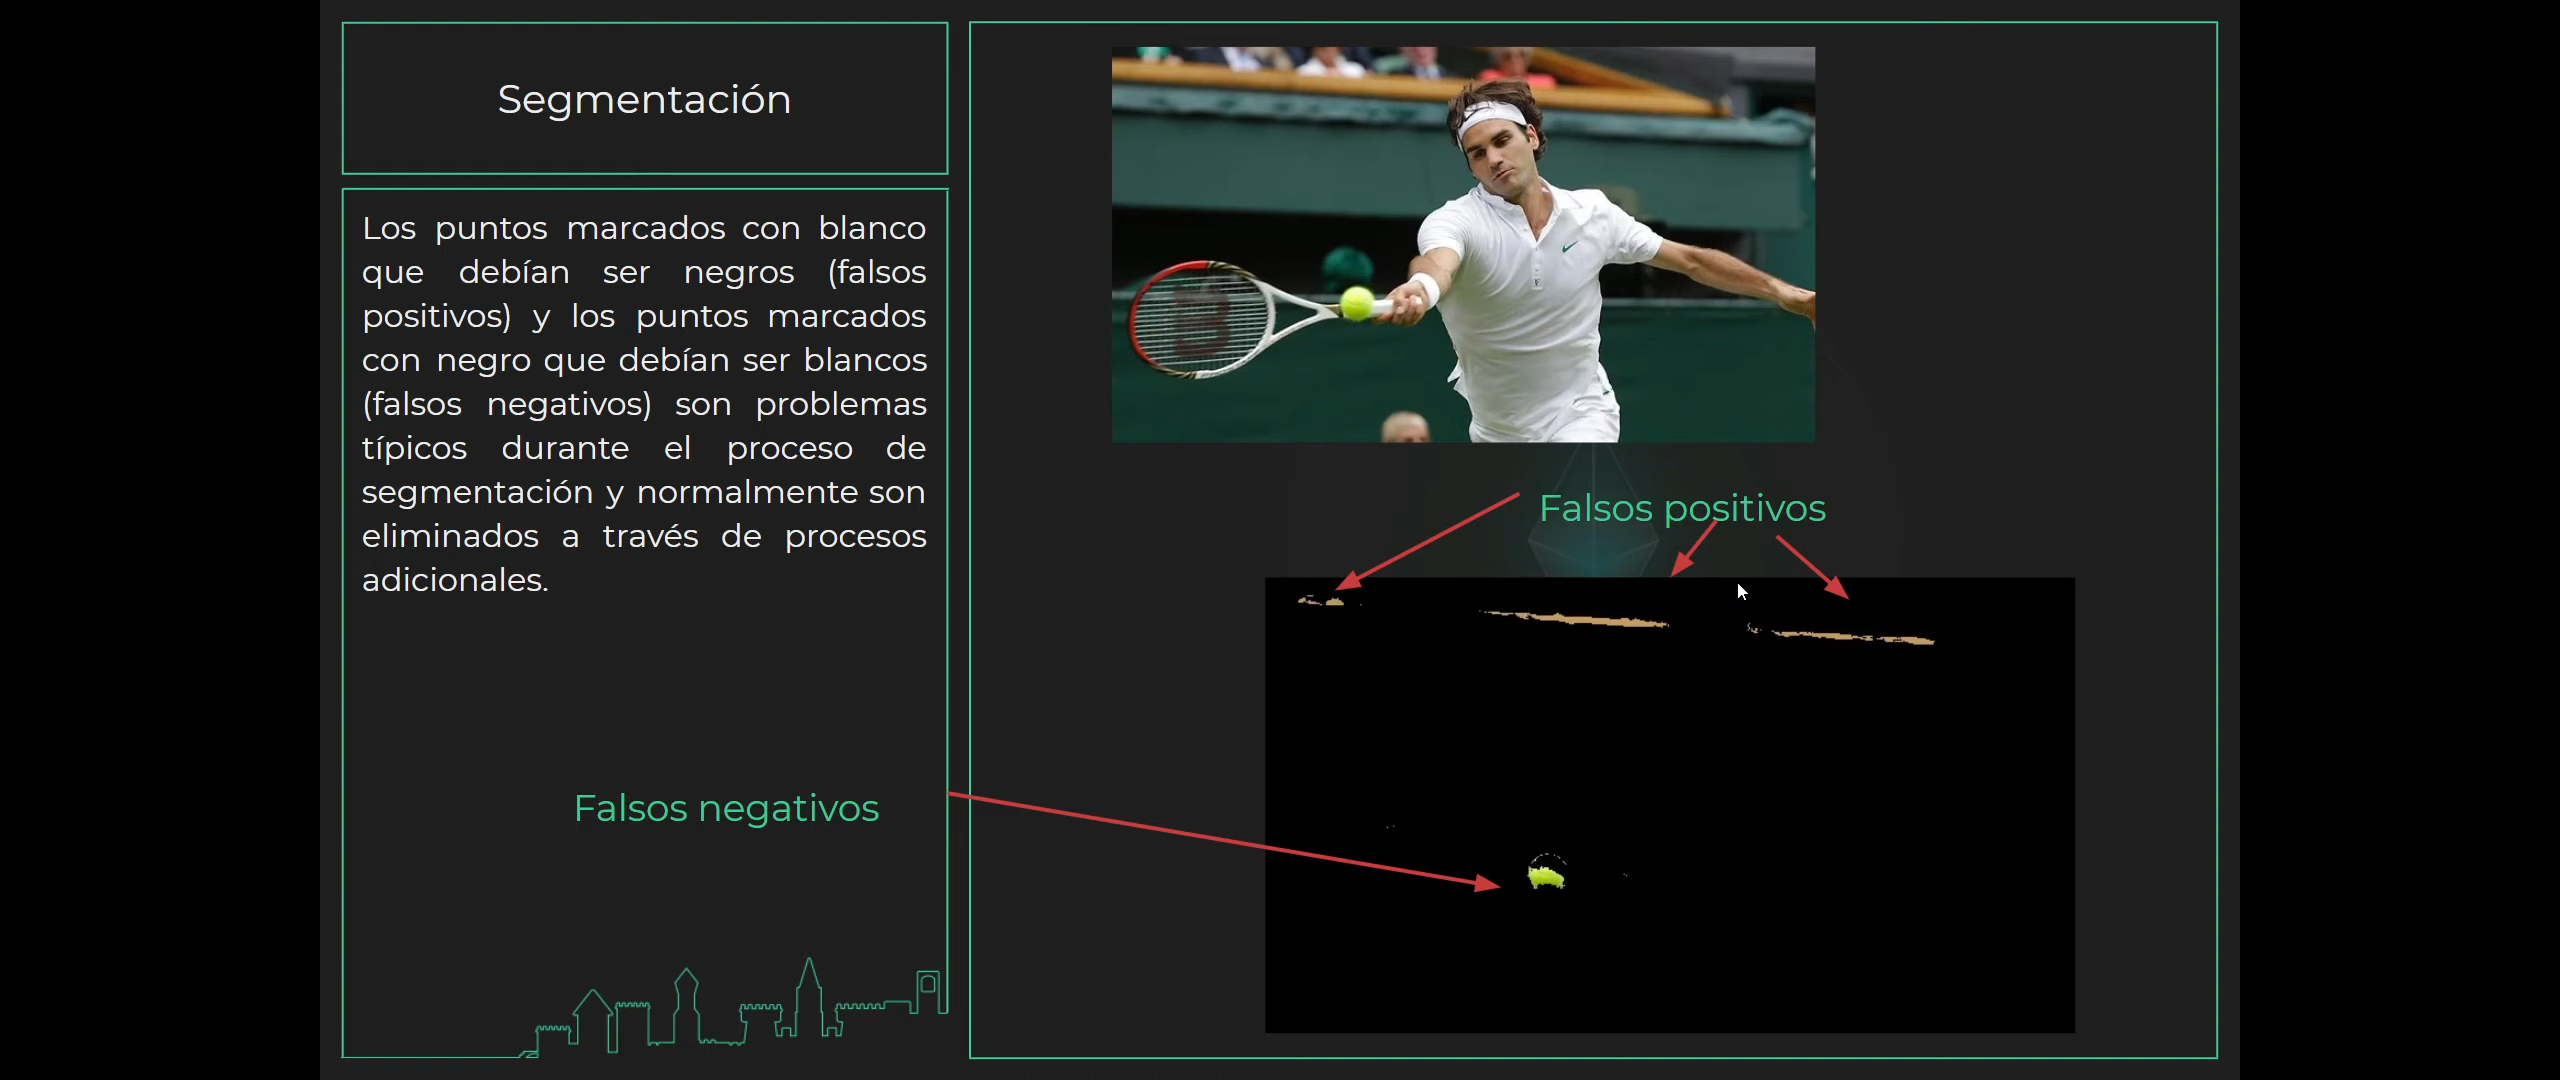 Segmentación
Los puntos marcados con blanco
que debían ser negros (falsos
positivos) y los puntos marcados
con negro que debían ser blancos
(falsos negativos) son problemas
típicos durante el proceso de
segmentación y normalmente son
eliminados a través de procesos
adicionales.
Falsos positivos
Falsos negativos